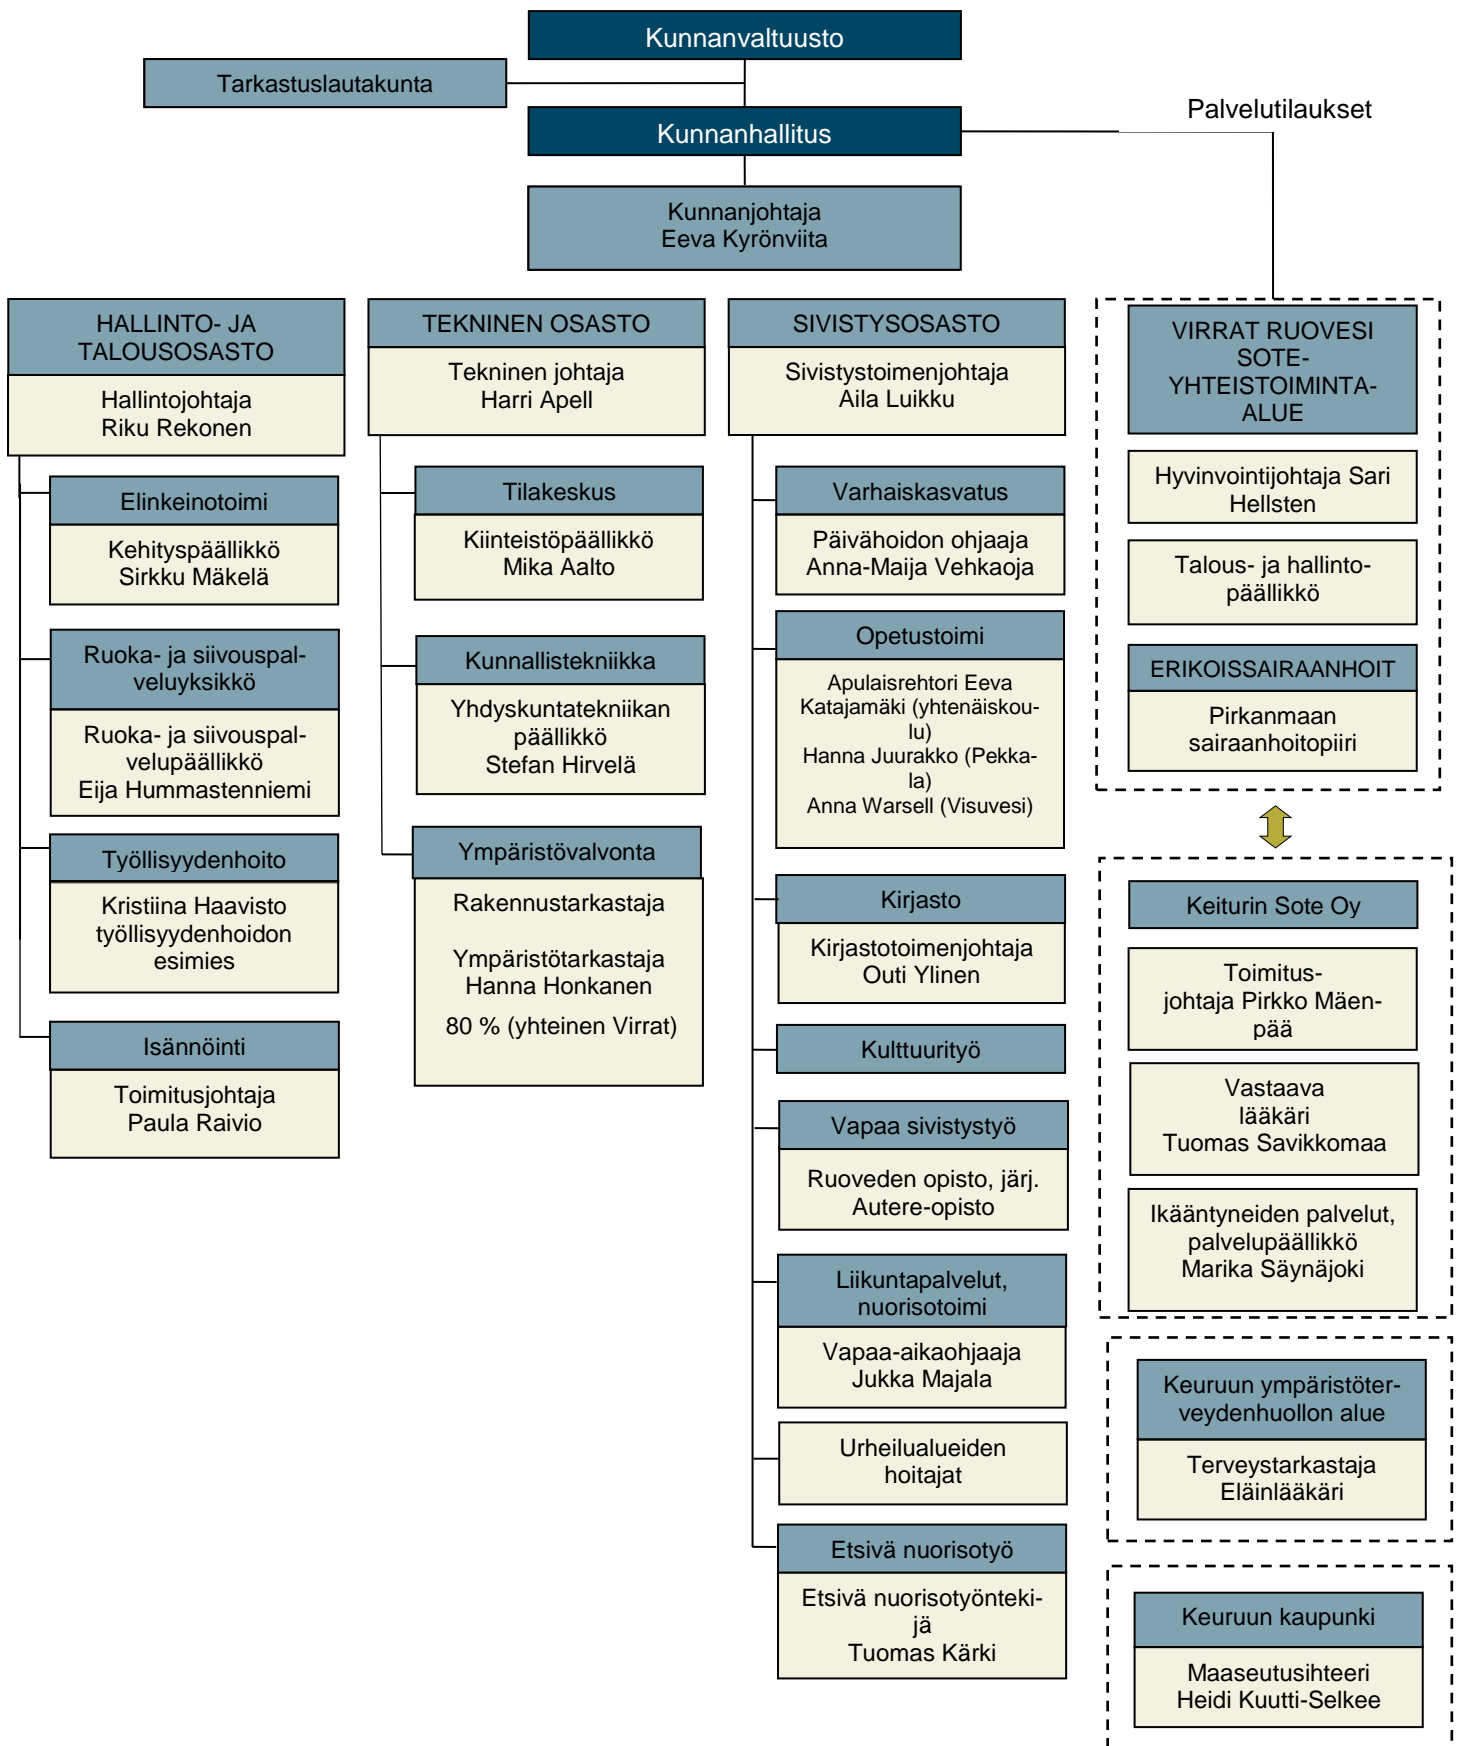 Kunnanvaltuusto
Tarkastuslautakunta
Palvelutilaukset
Kunnanhallitus
Kunnanjohtaja
Eeva Kyrönviita
HALLINTO- JA
TALOUSOSASTO
Hallintojohtaja
Riku Rekonen
Elinkeinotoimi
Kehityspäällikkö
Sirkku Mäkelä
Ruoka- ja siivouspal-
veluyksikkö
Ruoka- ja siivouspal-
velupäällikkö
Eija Hummastenniemi
Työllisyydenhoito
Kristiina Haavisto
työllisyydenhoidon
esimies
Isännöinti
Toimitusjohtaja
Paula Raivio
TEKNINEN OSASTO
Tekninen johtaja
Harri Apell
Tilakeskus
Kiinteistöpäällikkö
Mika Aalto
Kunnallistekniikka
Yhdyskuntatekniikan
päällikkö
Stefan Hirvelä
Ympäristövalvonta
Rakennustarkastaja
Ympäristötarkastaja
Hanna Honkanen
80 % (yhteinen Virrat)
SIVISTYSOSASTO
Sivistystoimenjohtaja
Aila Luikku
Varhaiskasvatus
Päivähoidon ohjaaja
Anna-Maija Vehkaoja
Opetustoimi
Apulaisrehtori Eeva
Katajamäki (yhtenäiskou-
lu)
Hanna Juurakko (Pekka-
la)
Anna Warsell (Visuvesi)
Kirjasto
Kirjastotoimenjohtaja
Outi Ylinen
Kulttuurityö
Vapaa sivistystyö
Ruoveden opisto, järj.
Autere-opisto
Liikuntapalvelut,
nuorisotoimi
Vapaa-aikaohjaaja
Jukka Majala
Urheilualueiden
hoitajat
Etsivä nuorisotyö
Etsivä nuorisotyönteki-
jä
Tuomas Kärki
VIRRAT RUOVESI
SOTE-
YHTEISTOIMINTA-
ALUE
Hyvinvointijohtaja Sari
Hellsten
Talous- ja hallinto-
päällikkö
ERIKOISSAIRAANHOIT
Pirkanmaan
sairaanhoitopiiri
Keiturin Sote Oy
Toimitus-
johtaja Pirkko Mäen-
pää
Vastaava
lääkäri
Tuomas Savikkomaa
Ikääntyneiden palvelut,
palvelupäällikkö
Marika Säynäjoki
Keuruun ympäristöter-
veydenhuollon alue
Terveystarkastaja
Eläinlääkäri
Keuruun kaupunki
Maaseutusihteeri
Heidi Kuutti-Selkee